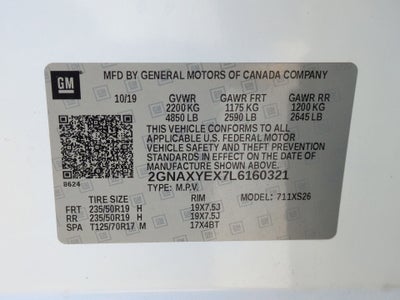 GM
MFD BY GENERAL MOTORS OF CANADA COMPANY
10/19 GVWR GAWR FRT GAWR RR
2200 KG 1175 KG 1200 KG
4850 LB 2590 LB 2645 LB
THIS VEHICLE CONFORMS TO ALL
APPLICABLE U.S. FEDERAL MOTOR
VEHICLE SAFETY, BUMPER, AND THEFT
PREVENTION STANDARDS IN EFFECT ON THE
DATE OF MANUFACTURE SHOWN ABOVE.
8624 2GNAXYEX7L6160321
TYPE: M.P.V. MODEL: 711XS26
TIRE SIZE RIM
FRT 235/50R19 H 19X7.5J
RR 235/50R19 H 19X7.5J
SPA T125/70R17 M 17X4BT